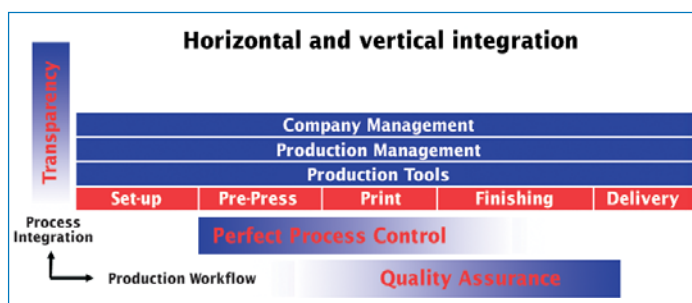 Horizontal and vertical integration
Transparency
Company Management
Production Management
Production Tools
Set-up Pre-Press Print Finishing Delivery
Process
Integration
Perfect Process Control
Production Workflow
Quality Assurance